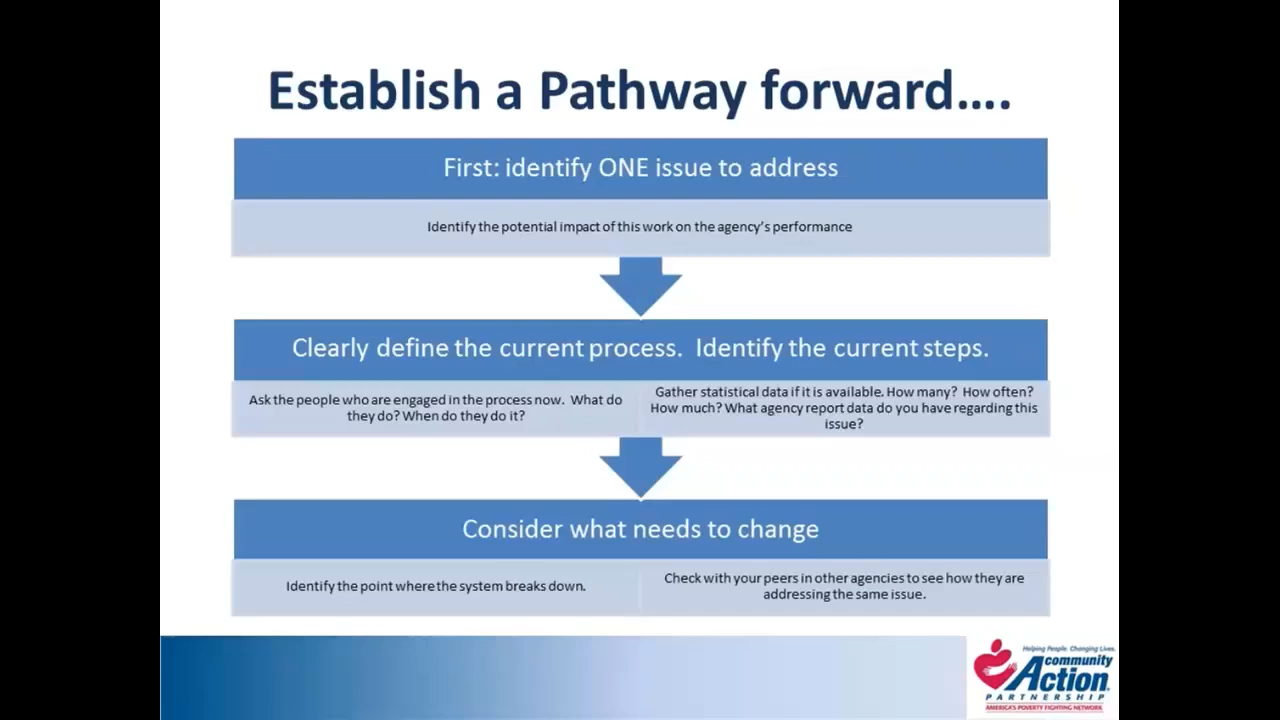 Establish a Pathway forward....
First: identify ONE issue to address
Identify the potential impact of this work on the agency's performance
Clearly define the current process.  Identify the current steps.
Ask the people who are engaged in the process now.  What do
they do? When do they do it?
Gather statistical data if it is available. How many?  How often?
How much? What agency report data do you have regarding this
issue?
Consider what needs to change
Identify the point where the system breaks down.
Check with your peers in other agencies to see how they are
addressing the same issue.
Helping People. Changing Lives.
community
Action
PARTNERSHIP
AMERICA'S POVERTY FIGHTING NETWORK